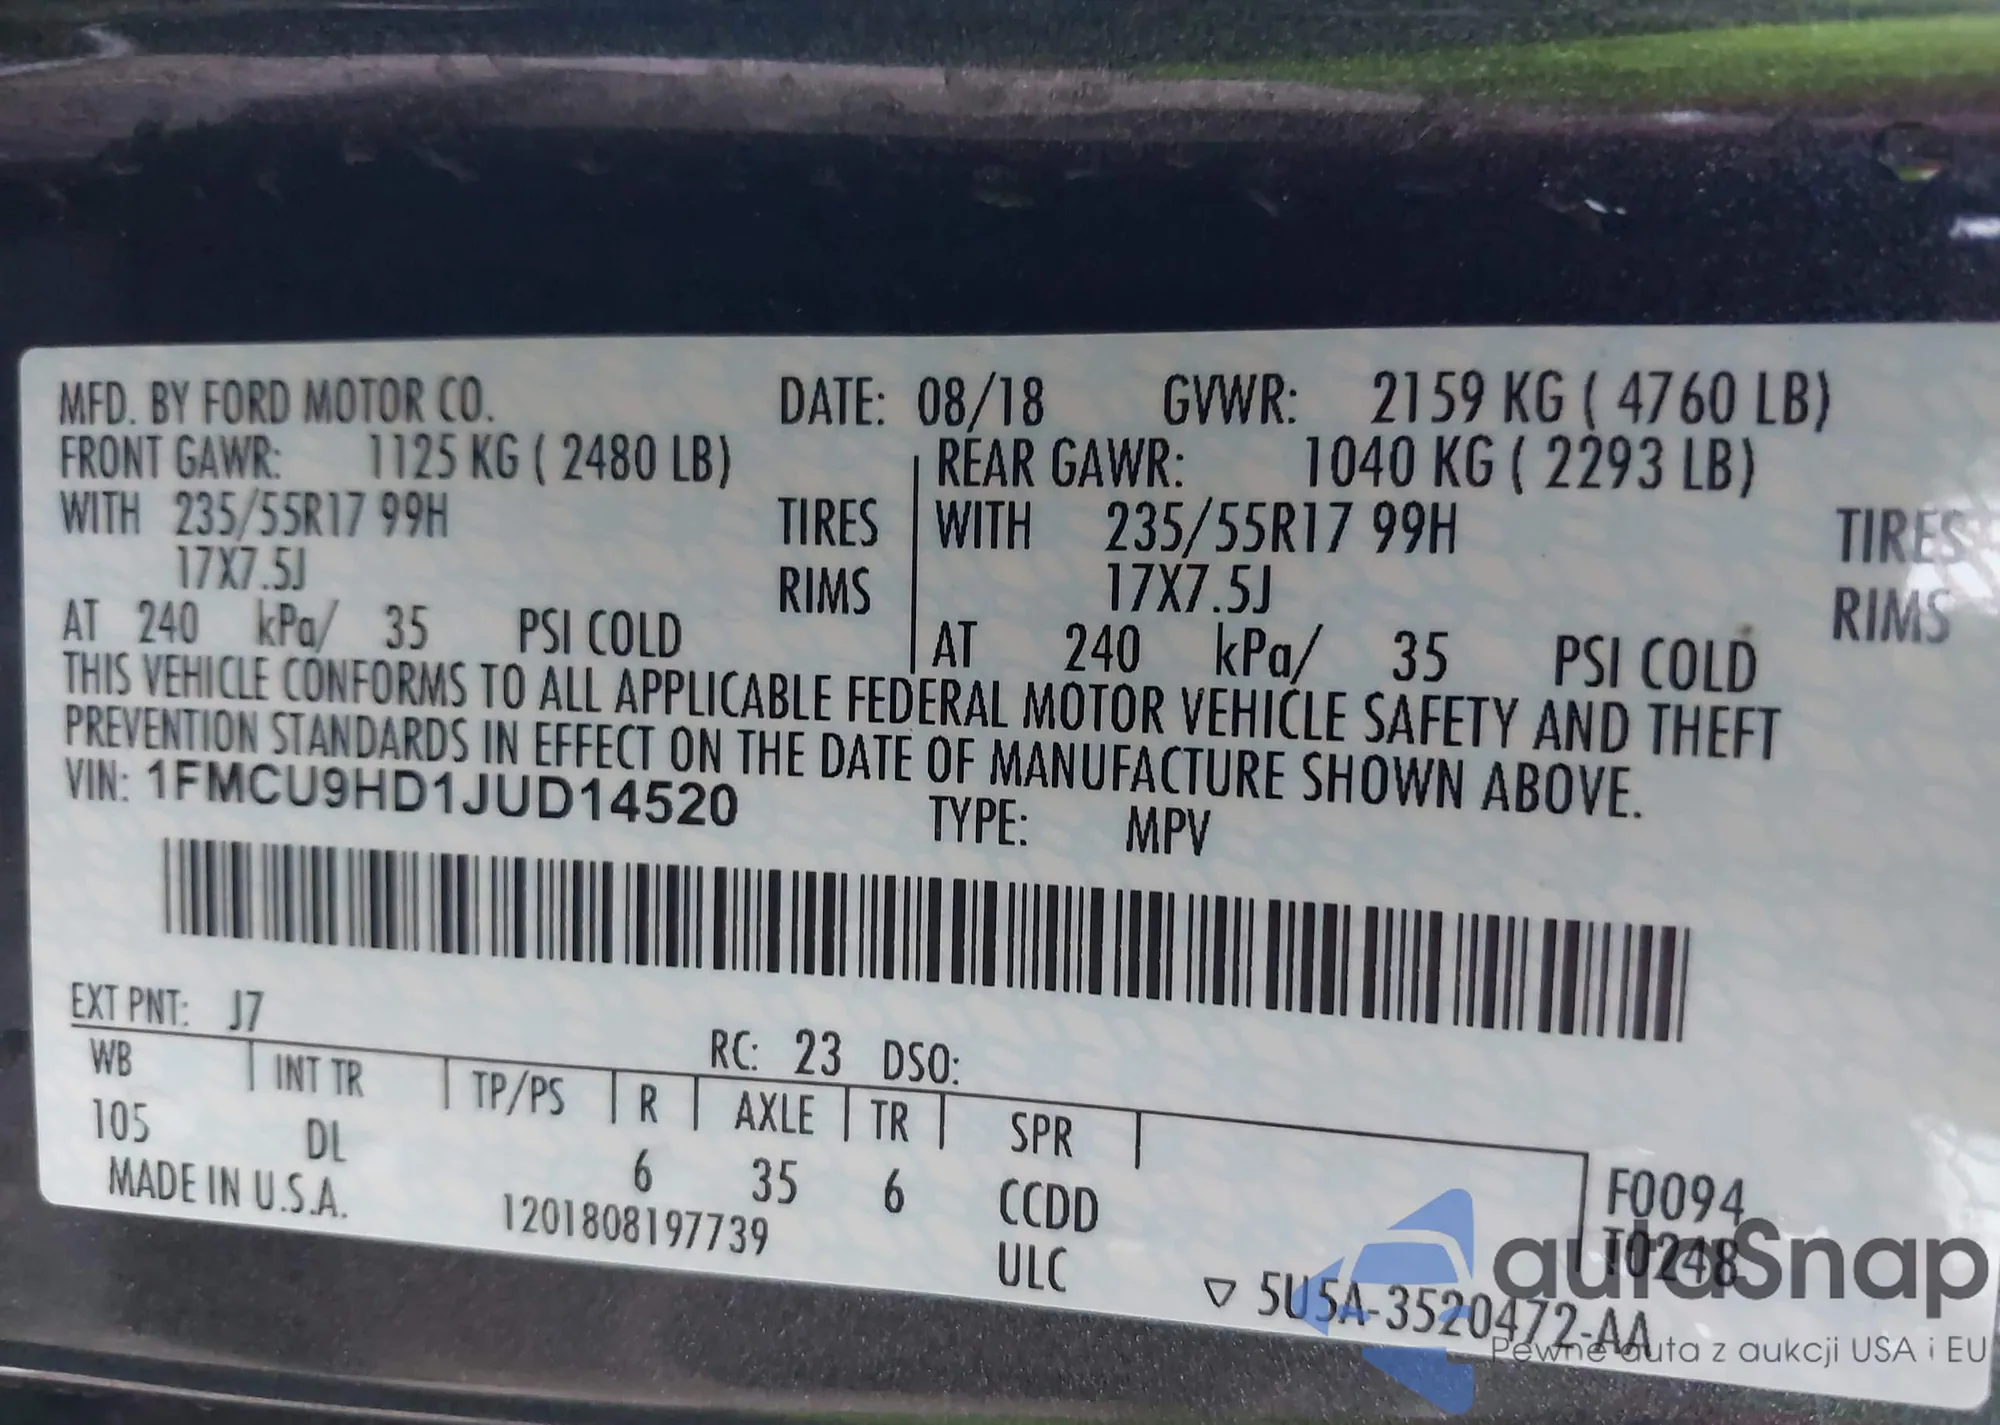 MFD. BY FORD MOTOR CO. DATE: 08/18 GVWR: 2159 KG ( 4760 LB)
FRONT GAWR: 1125 KG ( 2480 LB) REAR GAWR: 1040 KG ( 2293 LB)
WITH 235/55R17 99H TIRES WITH 235/55R17 99H TIRES
17X7.5J RIMS 17X7.5J RIMS
AT 240 kPa/ 35 PSI COLD AT 240 kPa/ 35 PSI COLD
THIS VEHICLE CONFORMS TO ALL APPLICABLE FEDERAL MOTOR VEHICLE SAFETY AND THEFT
PREVENTION STANDARDS IN EFFECT ON THE DATE OF MANUFACTURE SHOWN ABOVE.
VIN: 1FMCU9HD1JUD14520 TYPE: MPV
EXT PNT: J7 RC: 23 DSO:
WB INT TR TP/PS R AXLE TR SPR
105 DL 6 35 6 CCDD F0094
MADE IN U.S.A. 1201808197739 ULC T0248
▽ 5U5A-3520472-AA
autaSnap
Pewne auta z aukcji USA i EU